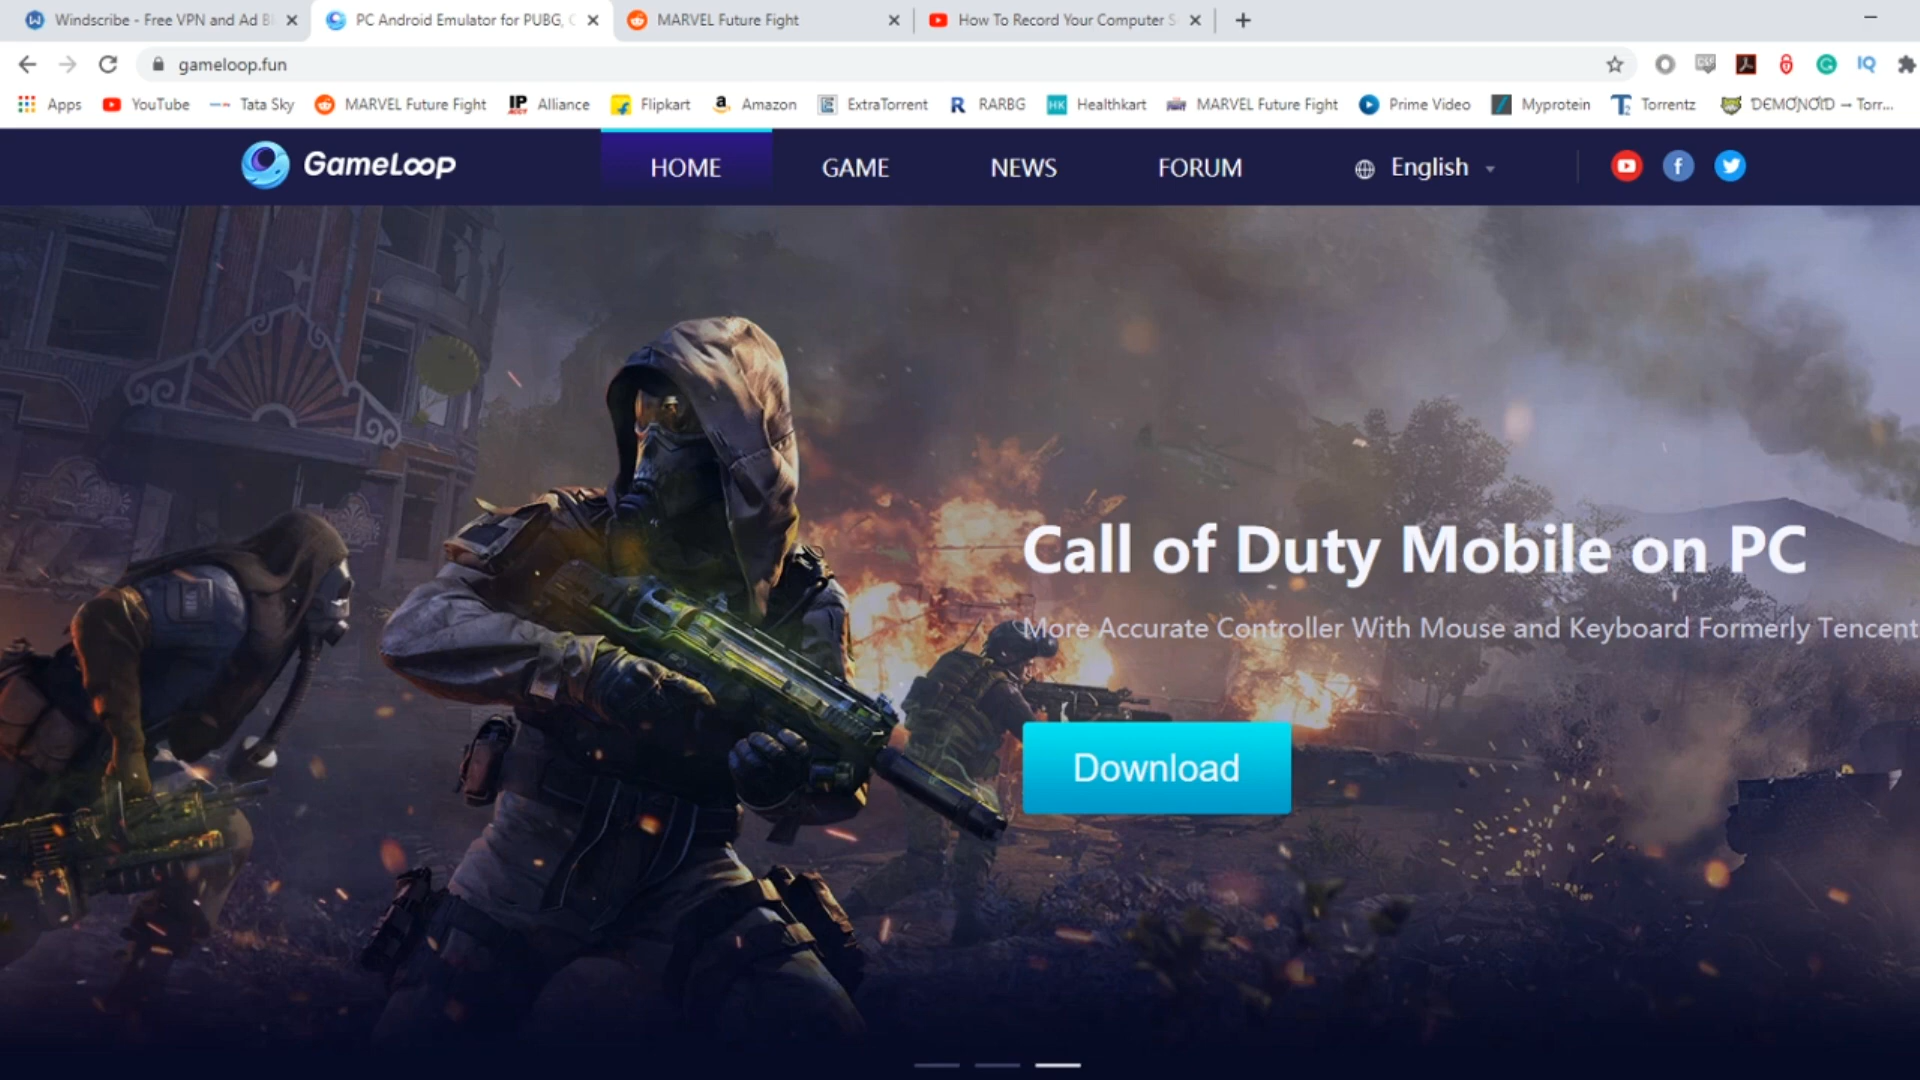 Windscribe - Free VPN and Ad Bl
PC Android Emulator for PUBG, C
MARVEL Future Fight
How To Record Your Computer S
gameloop.fun
Apps YouTube Tata Sky MARVEL Future Fight IP Alliance Flipkart Amazon ExtraTorrent RARBG Healthkart MARVEL Future Fight Prime Video Myprotein Torrentz → Torr...
GameLoop HOME GAME NEWS FORUM English
Call of Duty Mobile on PC
More Accurate Controller With Mouse and Keyboard Formerly Tencent
Download